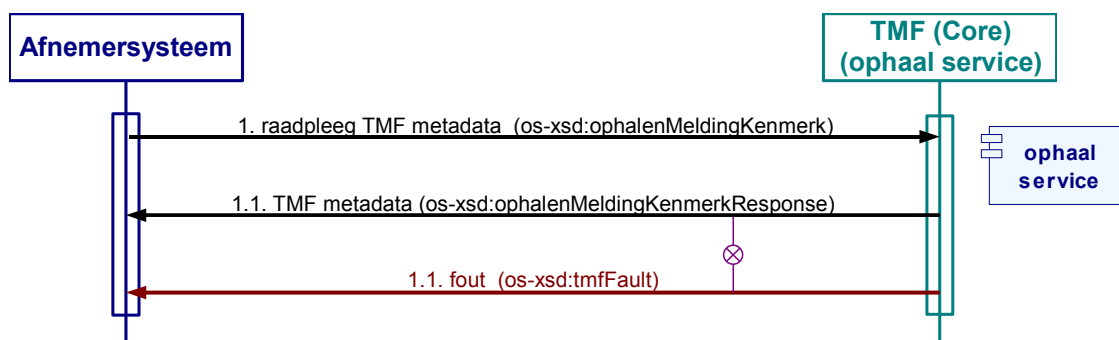 Afnemersysteem
TMF (Core)
(ophaal service)
1. raadpleeg TMF metadata (os-xsd:ophalenMeldingKenmerk)
ophaal
service
1.1. TMF metadata (os-xsd:ophalenMeldingKenmerkResponse)
1.1. fout (os-xsd:tmfFault)